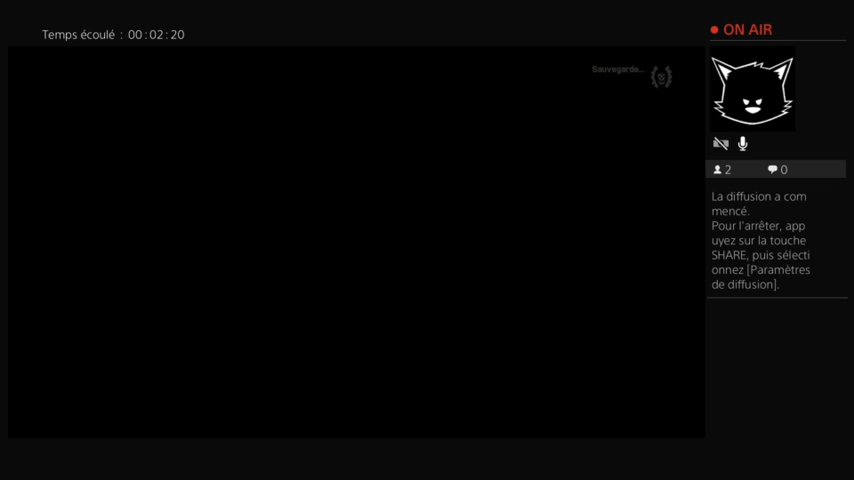 Temps écoulé : 00:02:20
ON AIR
Sauvegarde...
2 0
La diffusion a com
mencé.
Pour l'arrêter, app
uyez sur la touche
SHARE, puis sélecti
onnez [Paramètres
de diffusion].